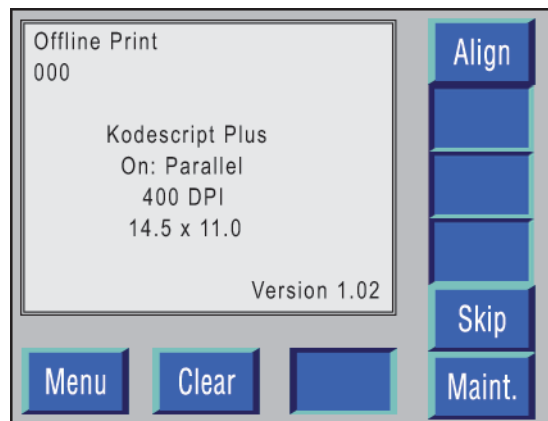 Offline Print
000
Kodescript Plus
On: Parallel
400 DPI
14.5 x 11.0
Version 1.02
Align
Skip
Menu
Clear
Maint.